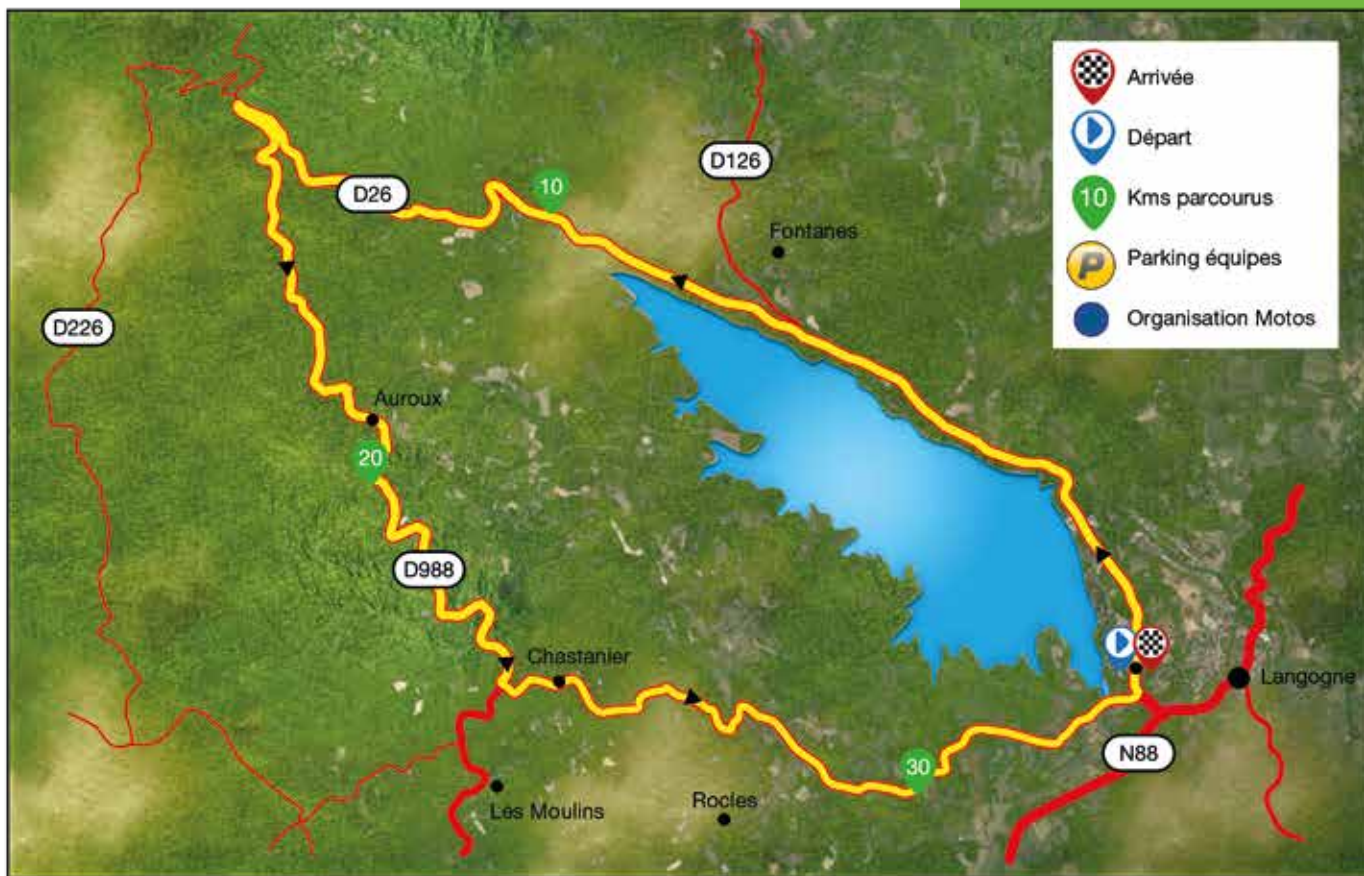 Arrivée
Départ
10 Kms parcourus
P Parking équipes
Organisation Motos
D126
10
D26
Fontanes
D226
Auroux
20
D988
Chastanier
Langogne
N88
30
Les Moulins
Rocles